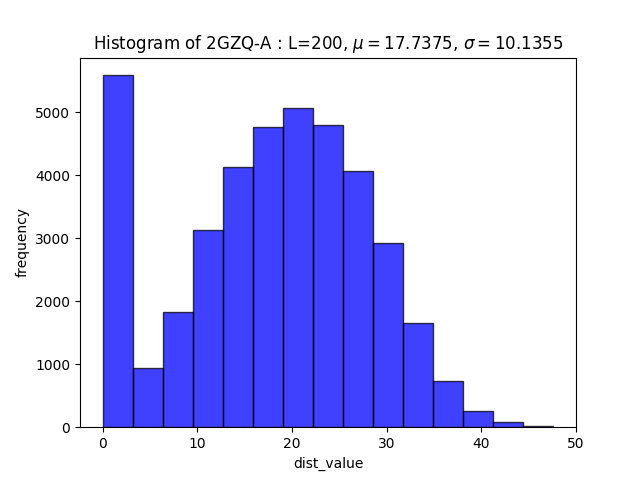 Histogram of 2GZQ-A : L=200, μ = 17.7375, σ = 10.1355
frequency
5000
4000
3000
2000
1000
0
0 10 20 30 40 50
dist_value